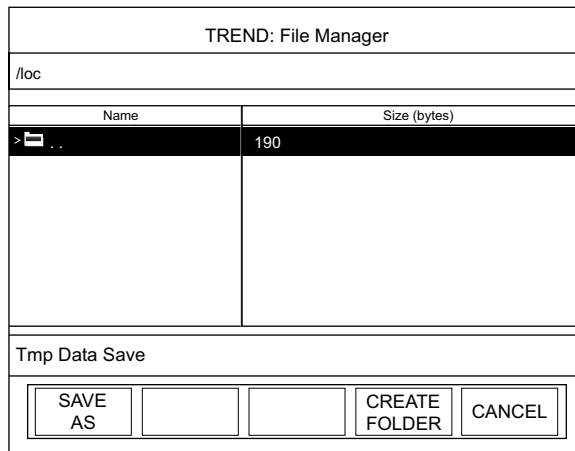 TREND: File Manager
/loc
Name Size (bytes)
> . . 190
Tmp Data Save
SAVE AS CREATE FOLDER CANCEL